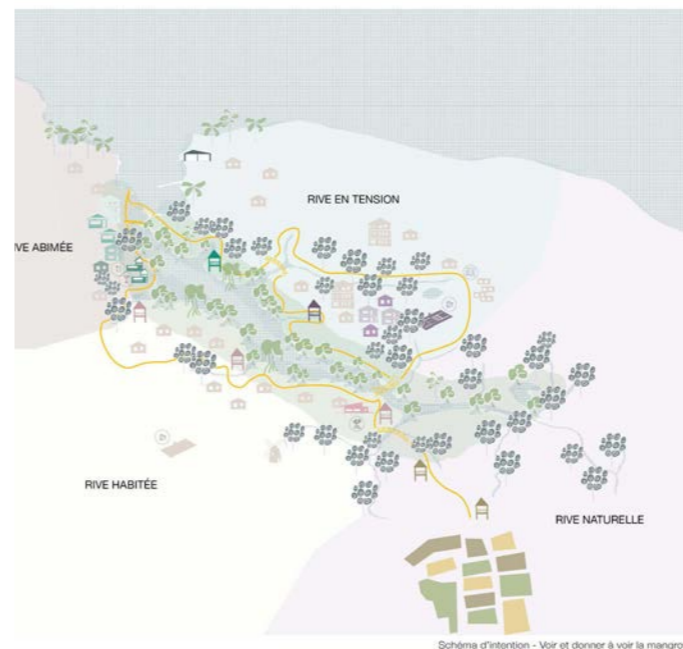 RIVE EN TENSION
VE ABIMÉE
RIVE HABITÉE
RIVE NATURELLE
Schéma d'intention - Voir et donner à voir la mangro